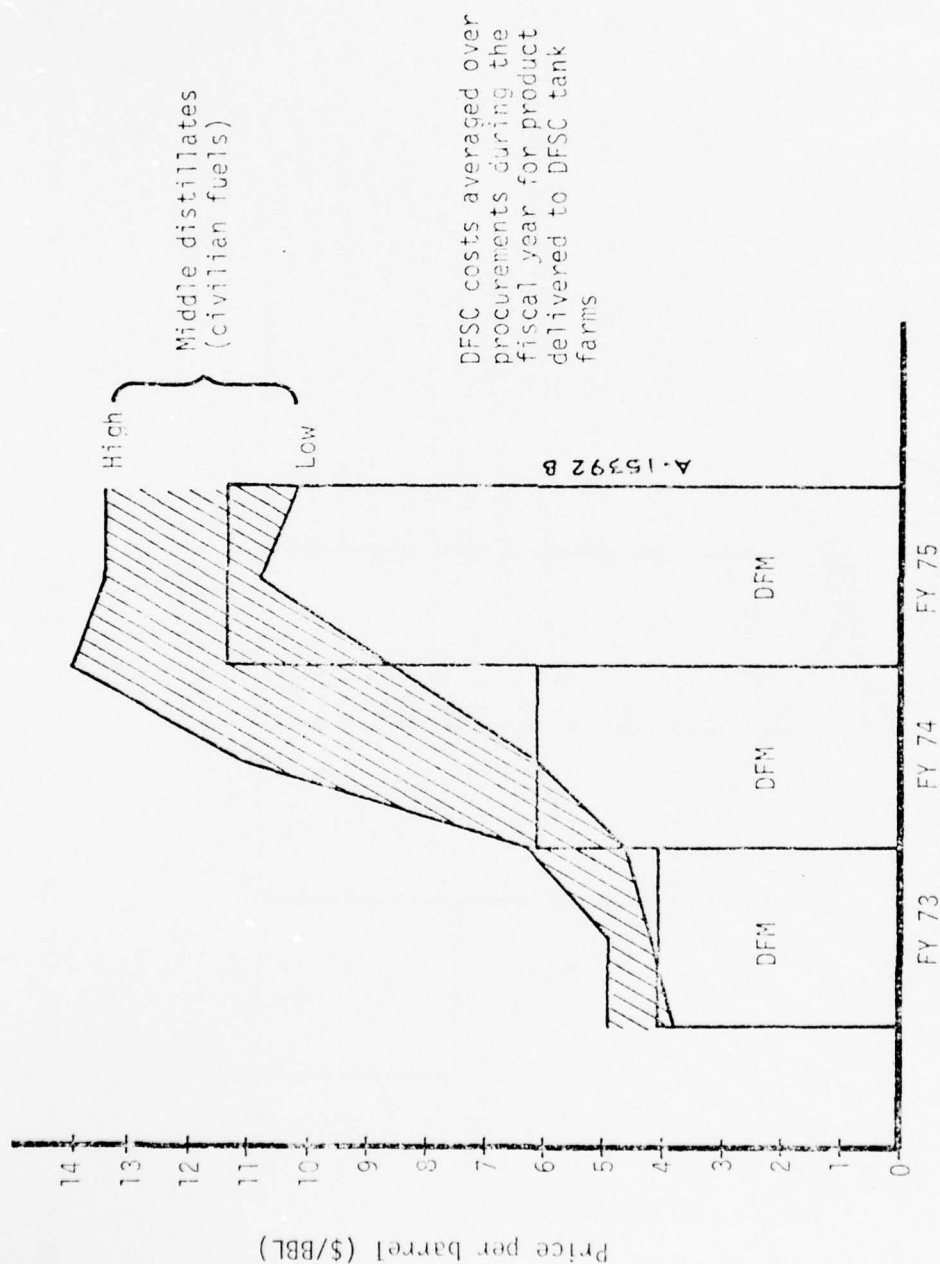 Price per barrel ($/BBL)
14
13
12
11
10
9
8
7
6
5
4
3
2
1
0
High
Low
Middle distillates
(civilian fuels)
DFSC costs averaged over
procurements during the
fiscal year for product
delivered to DFSC tank
farms
A-15392 B
DFM
DFM
DFM
FY 73
FY 74
FY 75